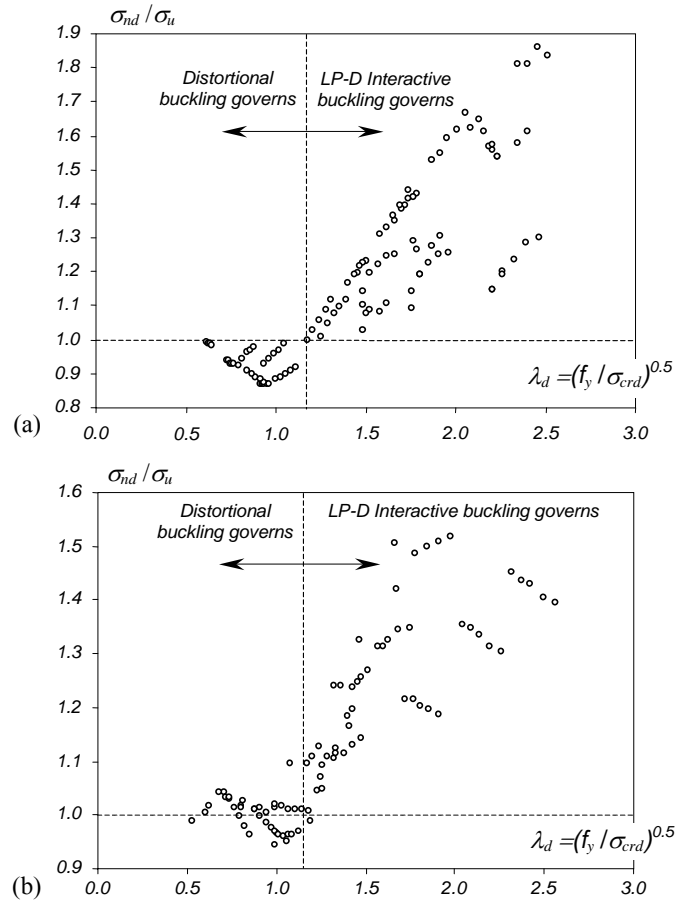 σnd /σu
1.9
1.8
1.7
1.6
1.5
1.4
1.3
1.2
1.1
1.0
0.9
0.8
Distortional
buckling governs
LP-D Interactive
buckling governs
λd =(fy /σcrd)^0.5
(a)
0.0 0.5 1.0 1.5 2.0 2.5 3.0
σnd /σu
1.6
1.5
1.4
1.3
1.2
1.1
1.0
0.9
Distortional
buckling governs
LP-D Interactive buckling governs
λd =(fy /σcrd)^0.5
(b)
0.0 0.5 1.0 1.5 2.0 2.5 3.0